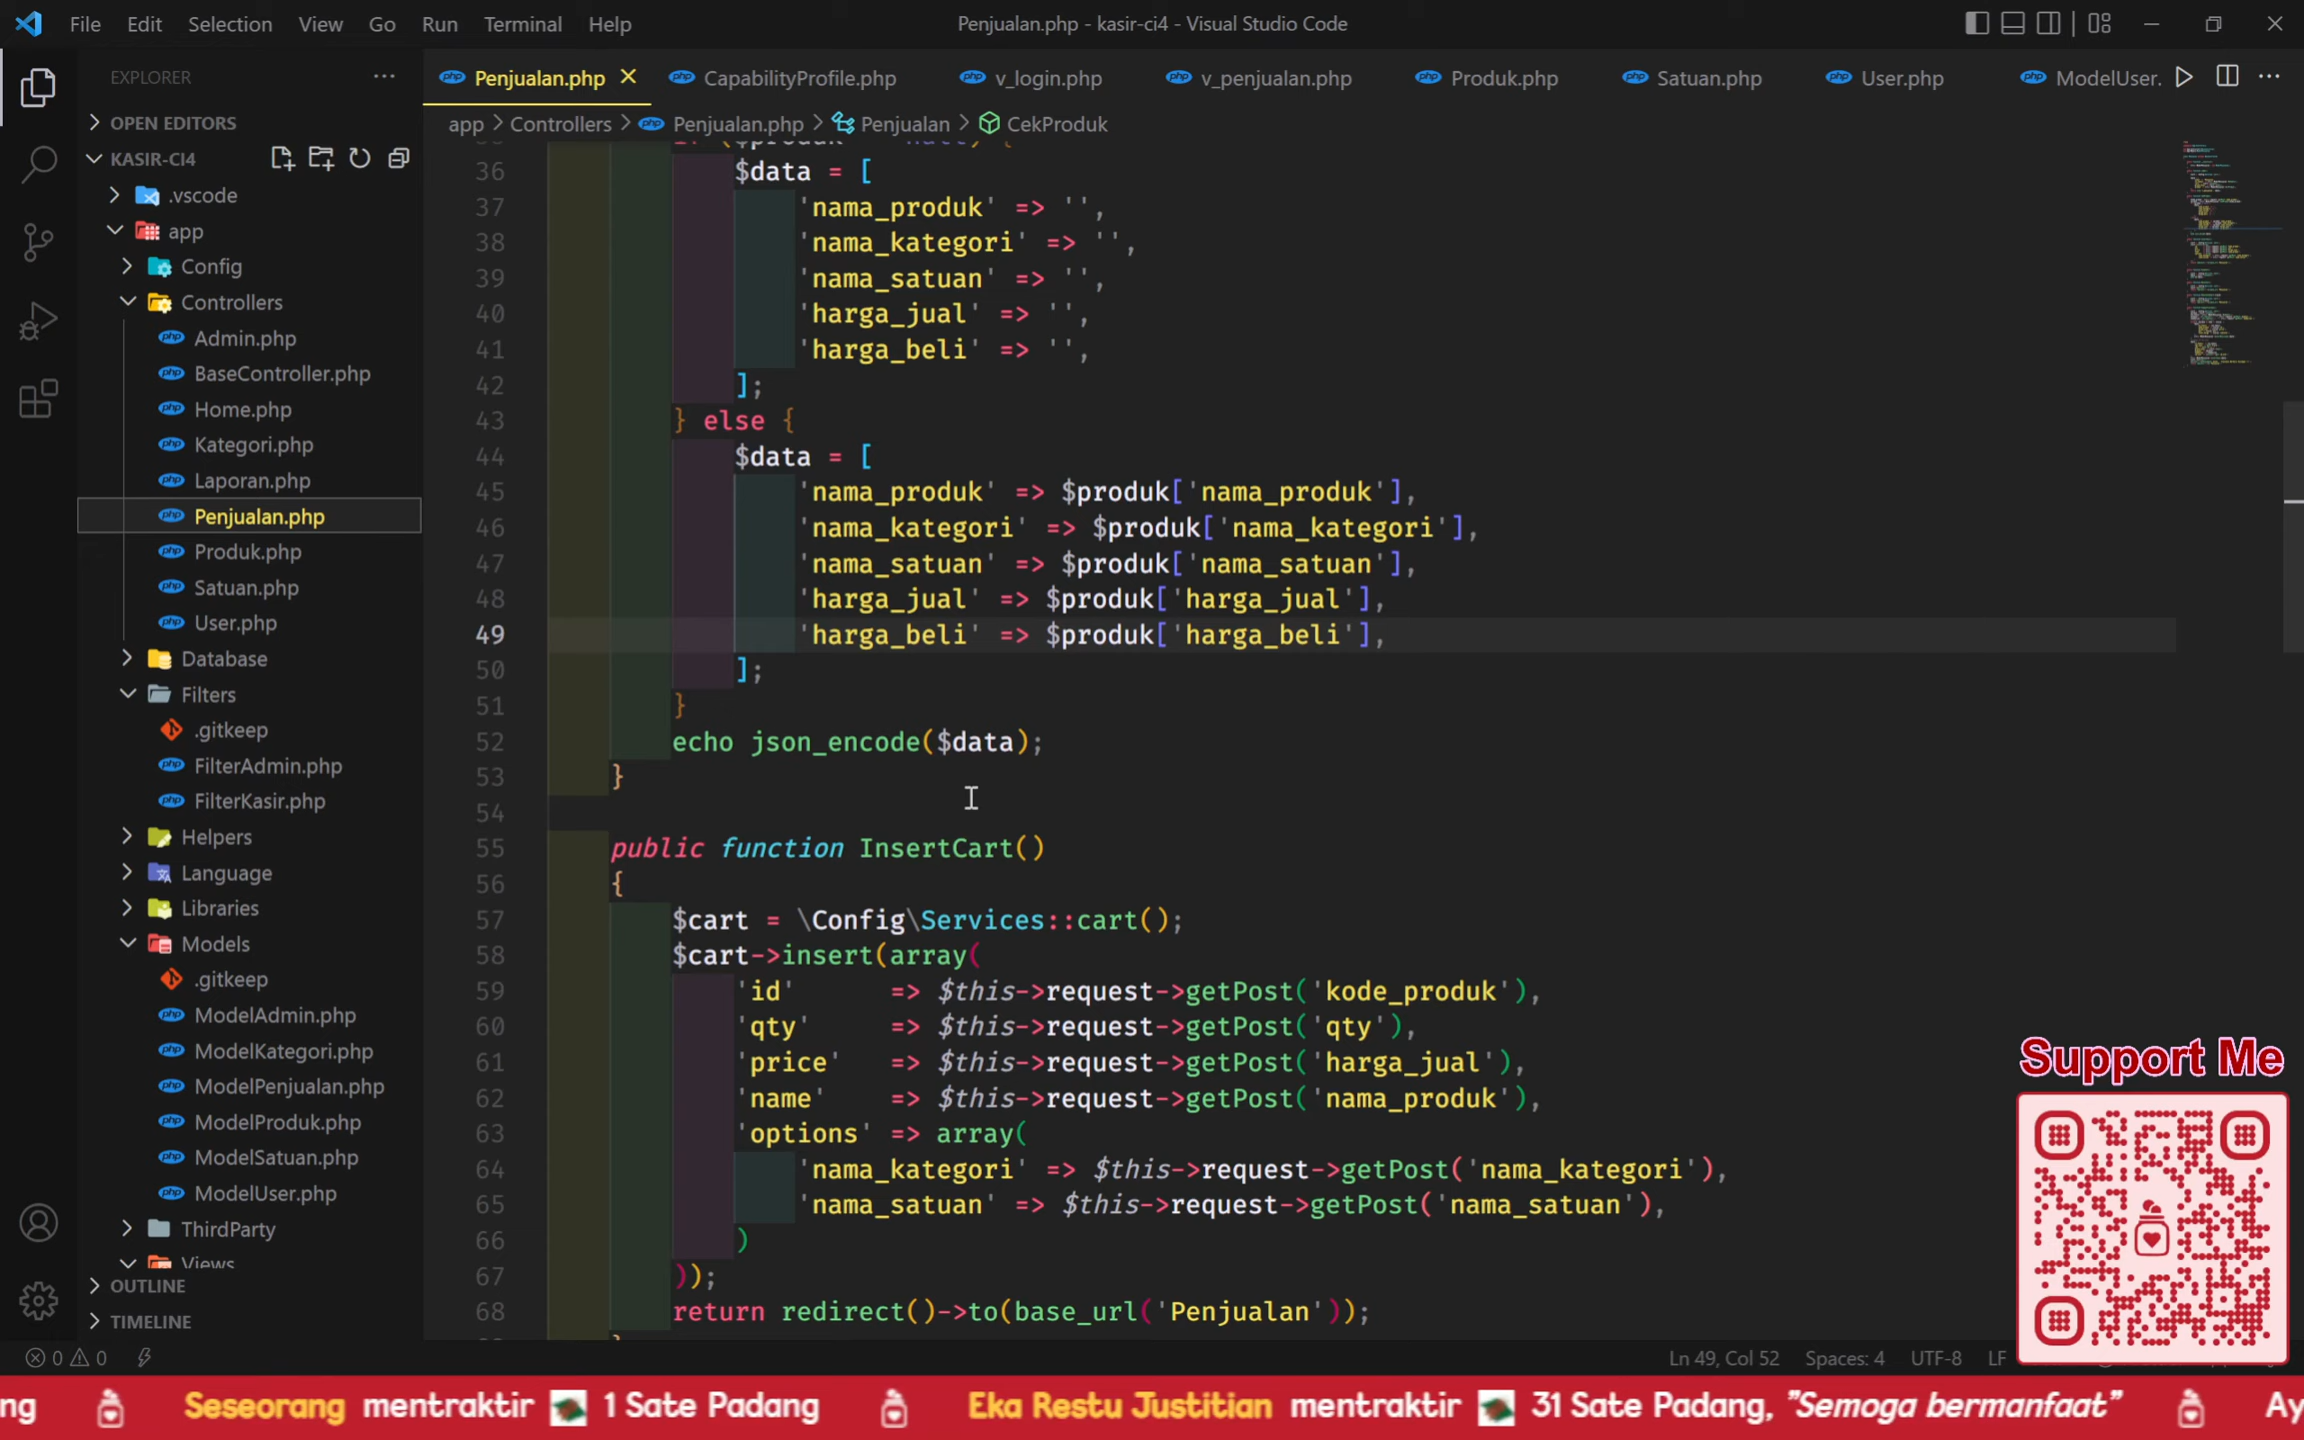 File Edit Selection View Go Run Terminal Help
Penjualan.php - kasir-ci4 - Visual Studio Code
EXPLORER
OPEN EDITORS
KASIR-CI4
.vscode
app
Config
Controllers
Admin.php
BaseController.php
Home.php
Kategori.php
Laporan.php
Penjualan.php
Produk.php
Satuan.php
User.php
Database
Filters
.gitkeep
FilterAdmin.php
FilterKasir.php
Helpers
Language
Libraries
Models
.gitkeep
ModelAdmin.php
ModelKategori.php
ModelPenjualan.php
ModelProduk.php
ModelSatuan.php
ModelUser.php
ThirdParty
Views
OUTLINE
TIMELINE
Penjualan.php CapabilityProfile.php v_login.php v_penjualan.php Produk.php Satuan.php User.php ModelUser.
app > Controllers > Penjualan.php > Penjualan > CekProduk
36 $data = [
37 'nama_produk' => '',
38 'nama_kategori' => '',
39 'nama_satuan' => '',
40 'harga_jual' => '',
41 'harga_beli' => '',
42 ];
43 } else {
44 $data = [
45 'nama_produk' => $produk['nama_produk'],
46 'nama_kategori' => $produk['nama_kategori'],
47 'nama_satuan' => $produk['nama_satuan'],
48 'harga_jual' => $produk['harga_jual'],
49 'harga_beli' => $produk['harga_beli'],
50 ];
51 }
52 echo json_encode($data);
53 }
54
55 public function InsertCart()
56 {
57 $cart = \Config\Services::cart();
58 $cart->insert(array(
59 'id' => $this->request->getPost('kode_produk'),
60 'qty' => $this->request->getPost('qty'),
61 'price' => $this->request->getPost('harga_jual'),
62 'name' => $this->request->getPost('nama_produk'),
63 'options' => array(
64 'nama_kategori' => $this->request->getPost('nama_kategori'),
65 'nama_satuan' => $this->request->getPost('nama_satuan'),
66 )
67 ));
68 return redirect()->to(base_url('Penjualan'));
Support Me
0 0
Ln 49, Col 52 Spaces: 4 UTF-8 LF
ng Seseorang mentraktir 1 Sate Padang Eka Restu Justitian mentraktir 31 Sate Padang, "Semoga bermanfaat" Ay